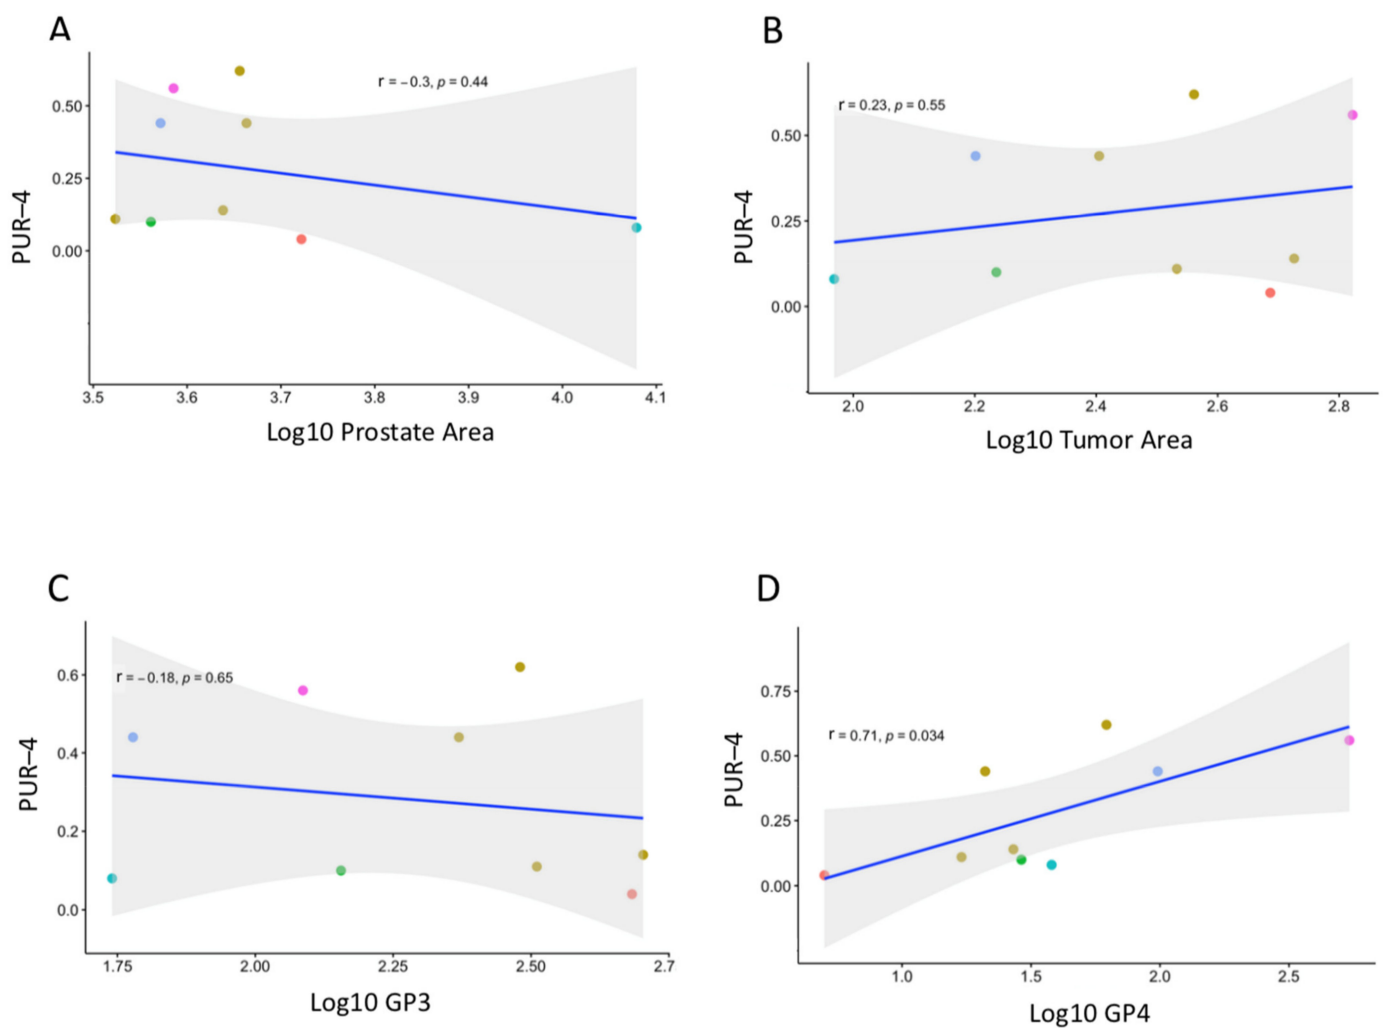 A
r = −0.3, p = 0.44
0.50
0.25
0.00
PUR−4
3.5 3.6 3.7 3.8 3.9 4.0 4.1
Log10 Prostate Area
B
r = 0.23, p = 0.55
0.50
0.25
0.00
PUR−4
2.0 2.2 2.4 2.6 2.8
Log10 Tumor Area
C
r = −0.18, p = 0.65
0.6
0.4
0.2
0.0
PUR−4
1.75 2.00 2.25 2.50 2.7
Log10 GP3
D
r = 0.71, p = 0.034
0.75
0.50
0.25
0.00
PUR−4
1.0 1.5 2.0 2.5
Log10 GP4